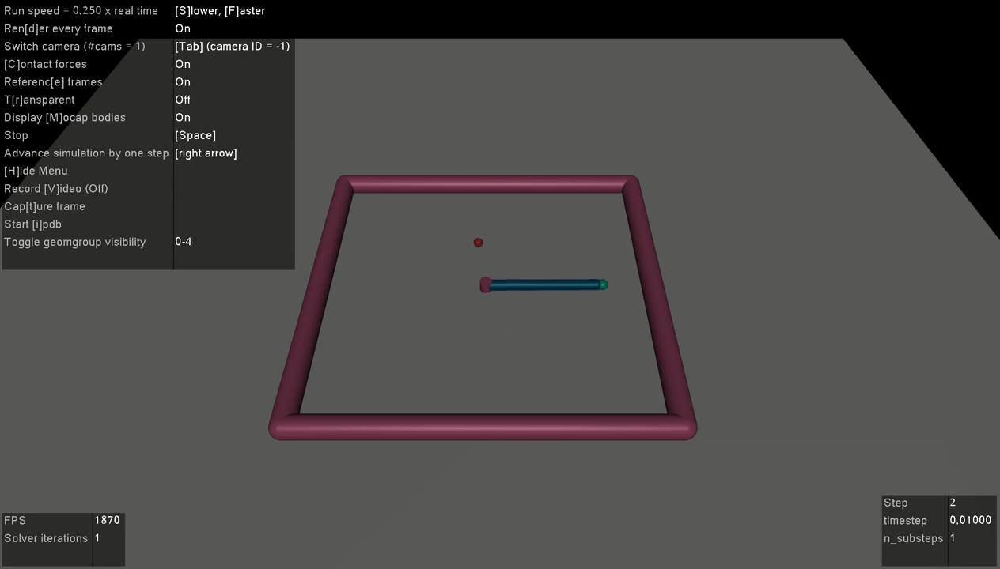 Run speed = 0.250 x real time [S]lower, [F]aster
Ren[d]er every frame On
Switch camera (#cams = 1) [Tab] (camera ID = -1)
[C]ontact forces On
Referenc[e] frames On
T[r]ansparent Off
Display [M]ocap bodies On
Stop [Space]
Advance simulation by one step [right arrow]
[H]ide Menu
Record [V]ideo (Off)
Cap[t]ure frame
Start [i]pdb
Toggle geomgroup visibility 0-4
FPS 1870
Solver iterations 1
Step 2
timestep 0.01000
n_substeps 1